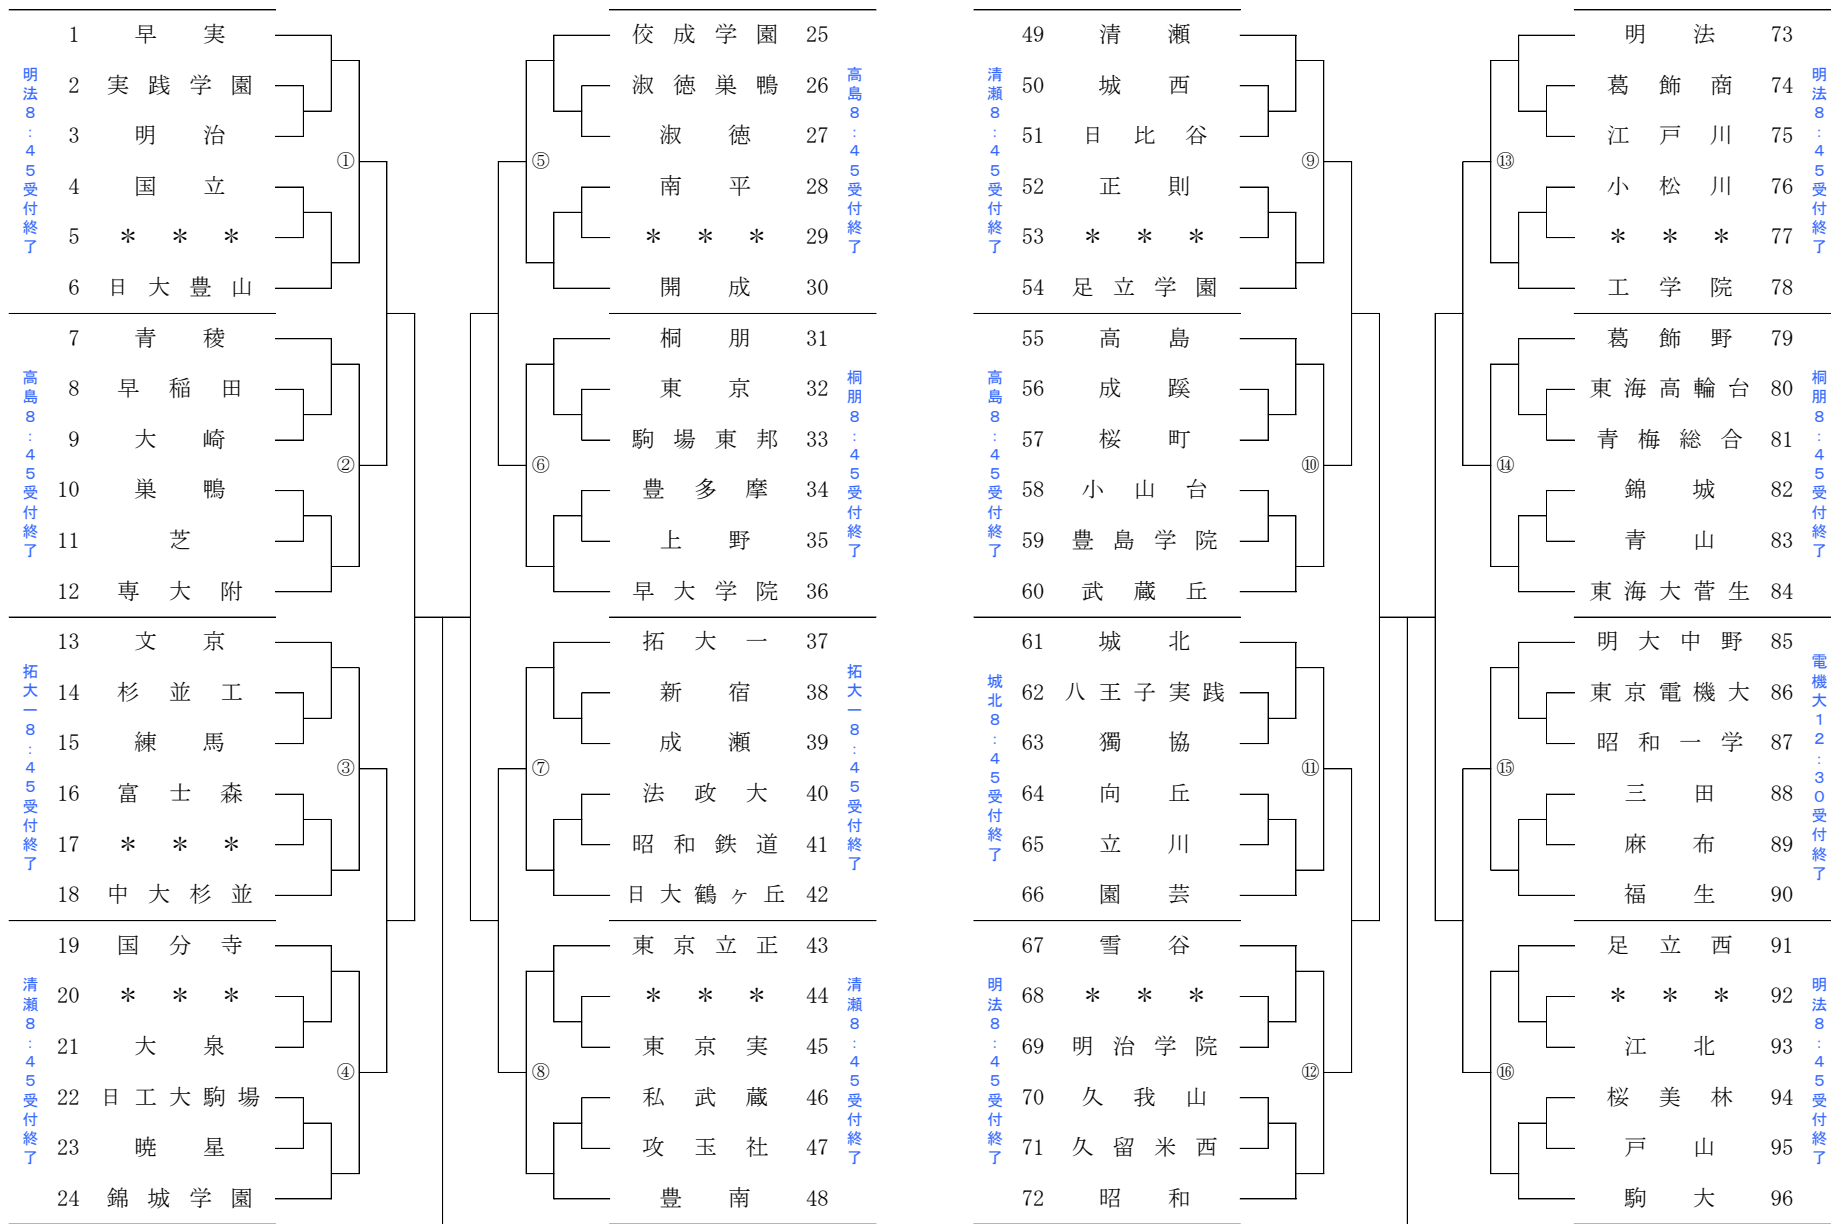 明法8:45受付終了
1 早実
2 実践学園
3 明治
4 国立
5 ＊＊＊
6 日大豊山
①
高島8:45受付終了
7 青稜
8 早稲田
9 大崎
10 巣鴨
11 芝
12 専大附
②
拓大一8:45受付終了
13 文京
14 杉並工
15 練馬
16 富士森
17 ＊＊＊
18 中大杉並
③
清瀬8:45受付終了
19 国分寺
20 ＊＊＊
21 大泉
22 日工大駒場
23 暁星
24 錦城学園
④
⑤
佼成学園 25
淑徳巣鴨 26
淑徳 27
南平 28
＊＊＊ 29
開成 30
高島8:45受付終了
⑥
桐朋 31
東京 32
駒場東邦 33
豊多摩 34
上野 35
早大学院 36
桐朋8:45受付終了
⑦
拓大一 37
新宿 38
成瀬 39
法政大 40
昭和鉄道 41
日大鶴ヶ丘 42
拓大一8:45受付終了
⑧
東京立正 43
＊＊＊ 44
東京実 45
私武蔵 46
攻玉社 47
豊南 48
清瀬8:45受付終了
清瀬8:45受付終了
49 清瀬
50 城西
51 日比谷
52 正則
53 ＊＊＊
54 足立学園
⑨
高島8:45受付終了
55 高島
56 成蹊
57 桜町
58 小山台
59 豊島学院
60 武蔵丘
⑩
城北8:45受付終了
61 城北
62 八王子実践
63 獨協
64 向丘
65 立川
66 園芸
⑪
明法8:45受付終了
67 雪谷
68 ＊＊＊
69 明治学院
70 久我山
71 久留米西
72 昭和
⑫
⑬
明法 73
葛飾商 74
江戸川 75
小松川 76
＊＊＊ 77
工学院 78
明法8:45受付終了
⑭
葛飾野 79
東海高輪台 80
青梅総合 81
錦城 82
青山 83
東海大菅生 84
桐朋8:45受付終了
⑮
明大中野 85
東京電機大 86
昭和一学 87
三田 88
麻布 89
福生 90
電機大12:30受付終了
⑯
足立西 91
＊＊＊ 92
江北 93
桜美林 94
戸山 95
駒大 96
明法8:45受付終了